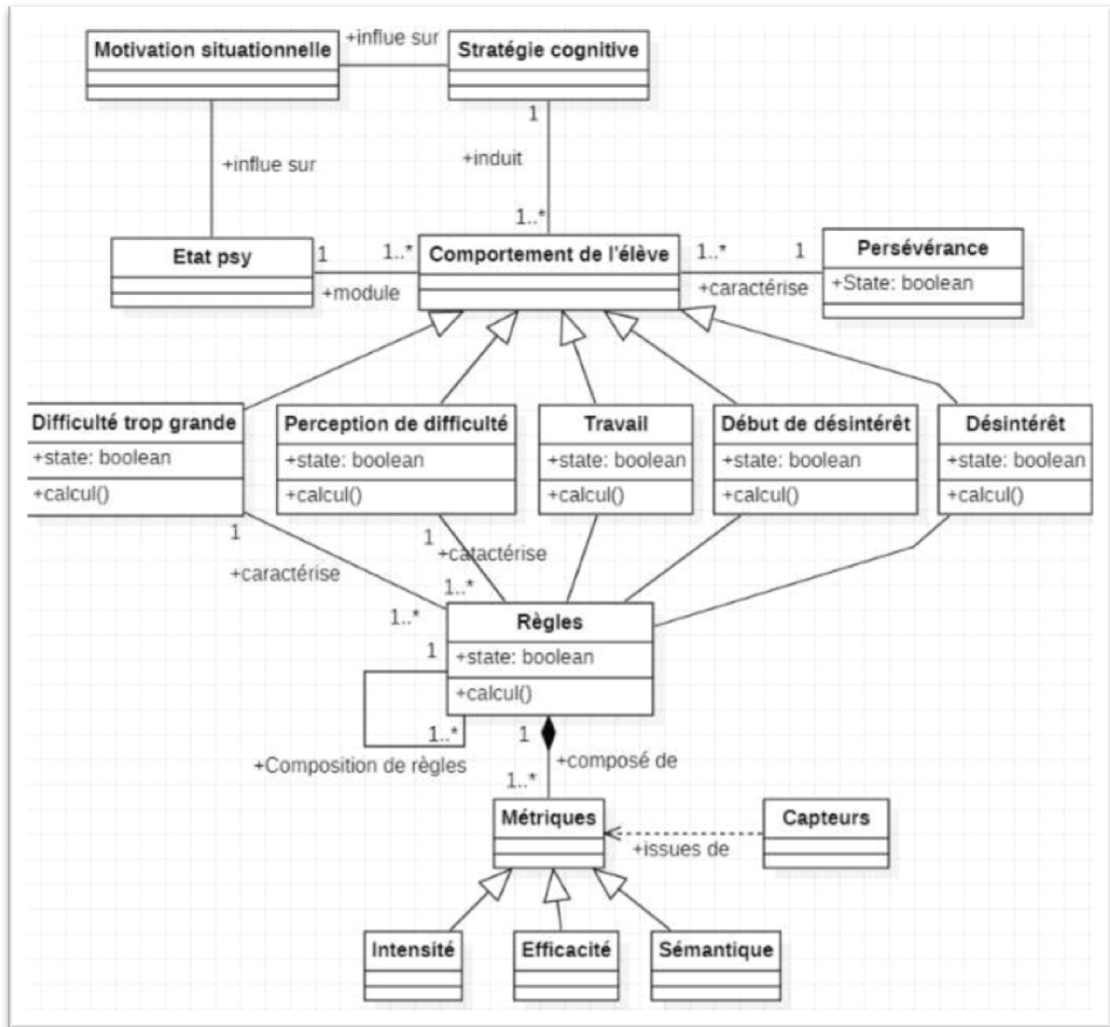 +influe sur
Motivation situationnelle
Stratégie cognitive
1
+influe sur
+induit
1..*
Etat psy
1
1..*
+module
Comportement de l'élève
1..*
1
+caractérise
Persévérance
+State: boolean
Difficulté trop grande
+state: boolean
+calcul()
Perception de difficulté
+state: boolean
+calcul()
Travail
+state: boolean
+calcul()
Début de désintérêt
+state: boolean
+calcul()
Désintérêt
+state: boolean
+calcul()
1
+caractérise
1..*
1
+catactérise
1..*
Règles
+state: boolean
+calcul()
1
1..*
+Composition de règles
1
+composé de
1..*
Métriques
Capteurs
+issues de
Intensité
Efficacité
Sémantique